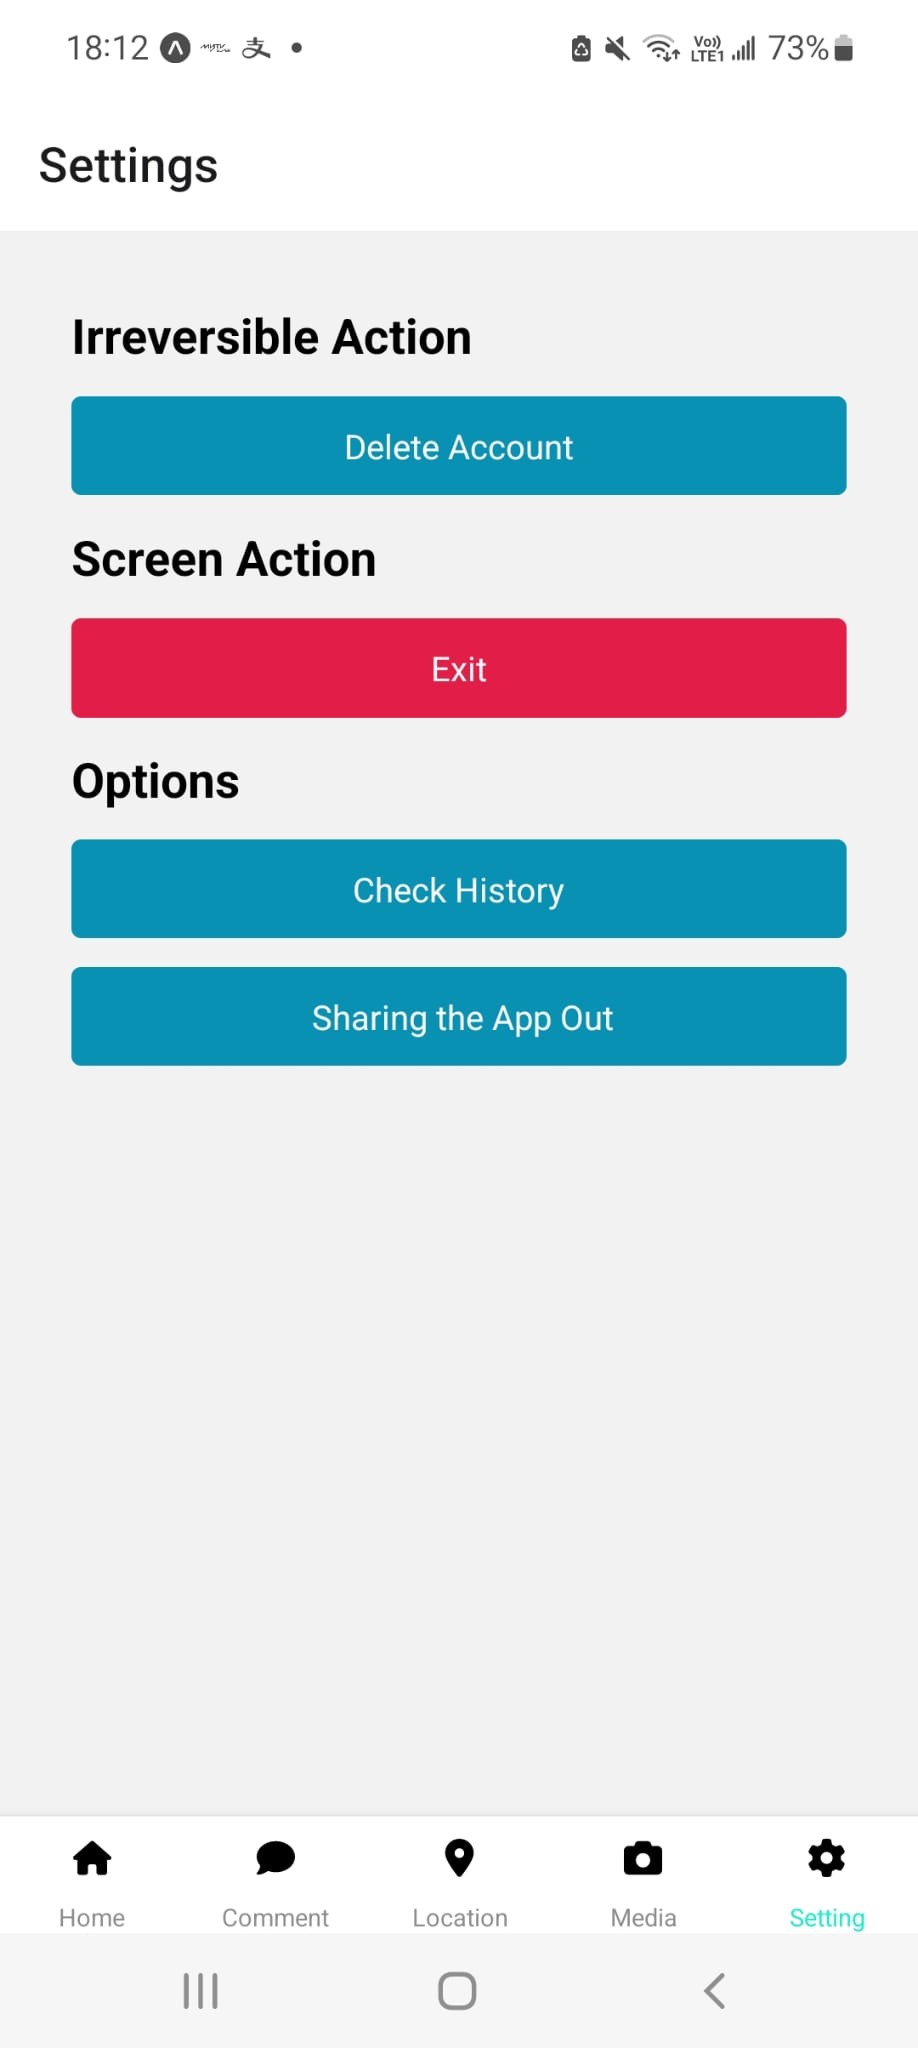 18:12 支 Vo)) LTE1 73%
Settings
Irreversible Action
Delete Account
Screen Action
Exit
Options
Check History
Sharing the App Out
Home Comment Location Media Setting